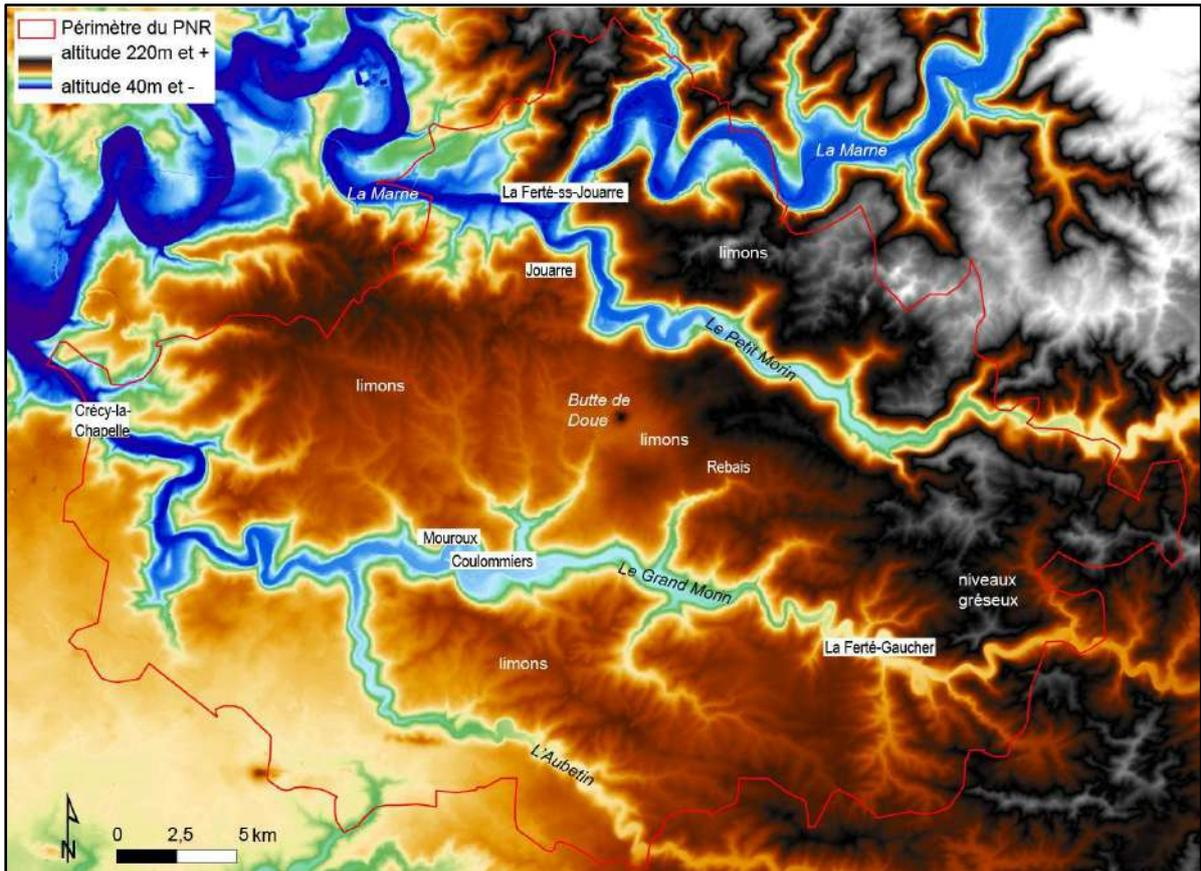 Périmètre du PNR
altitude 220m et +
altitude 40m et -
La Marne
La Marne
La Ferté-ss-Jouarre
limons
Jouarre
Le Petit Morin
limons
Butte de
Doue
limons
Crécy-la-
Chapelle
Rebais
Mouroux
Coulommiers
Le Grand Morin
niveaux
gréseux
La Ferté-Gaucher
limons
L'Aubetin
N
0 2,5 5 km